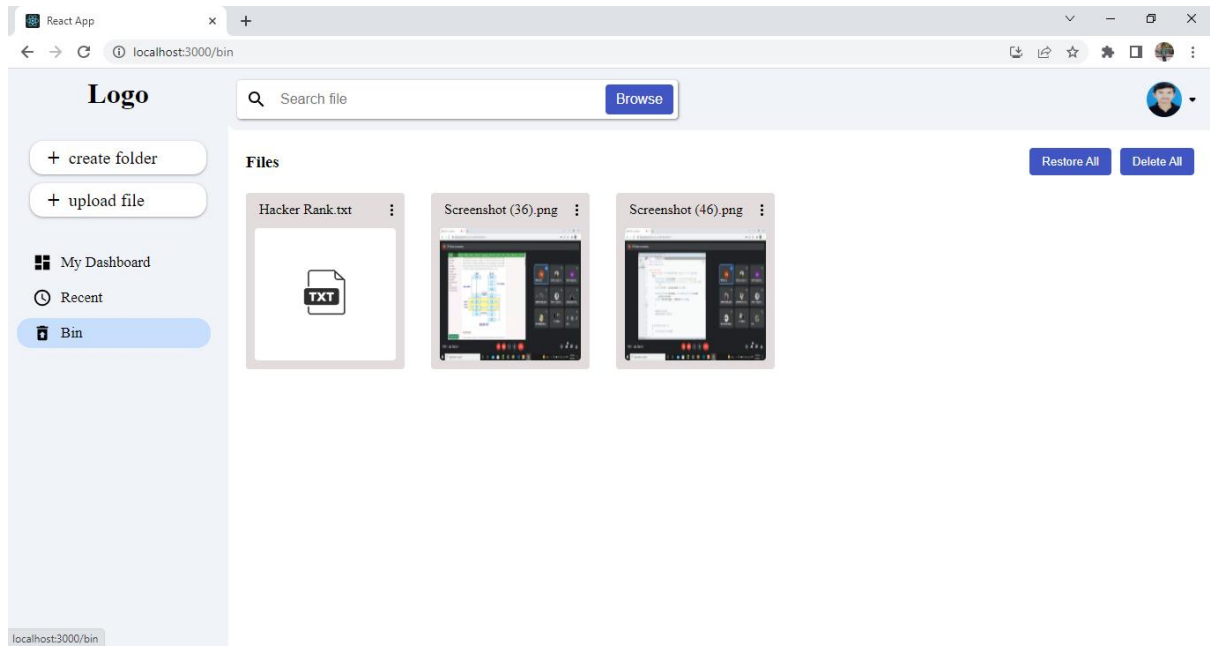 React App
localhost:3000/bin
Logo
Search file
Browse
+ create folder
+ upload file
My Dashboard
Recent
Bin
Files
Restore All
Delete All
Hacker Rank.txt
Screenshot (36).png
Screenshot (46).png
TXT
localhost:3000/bin